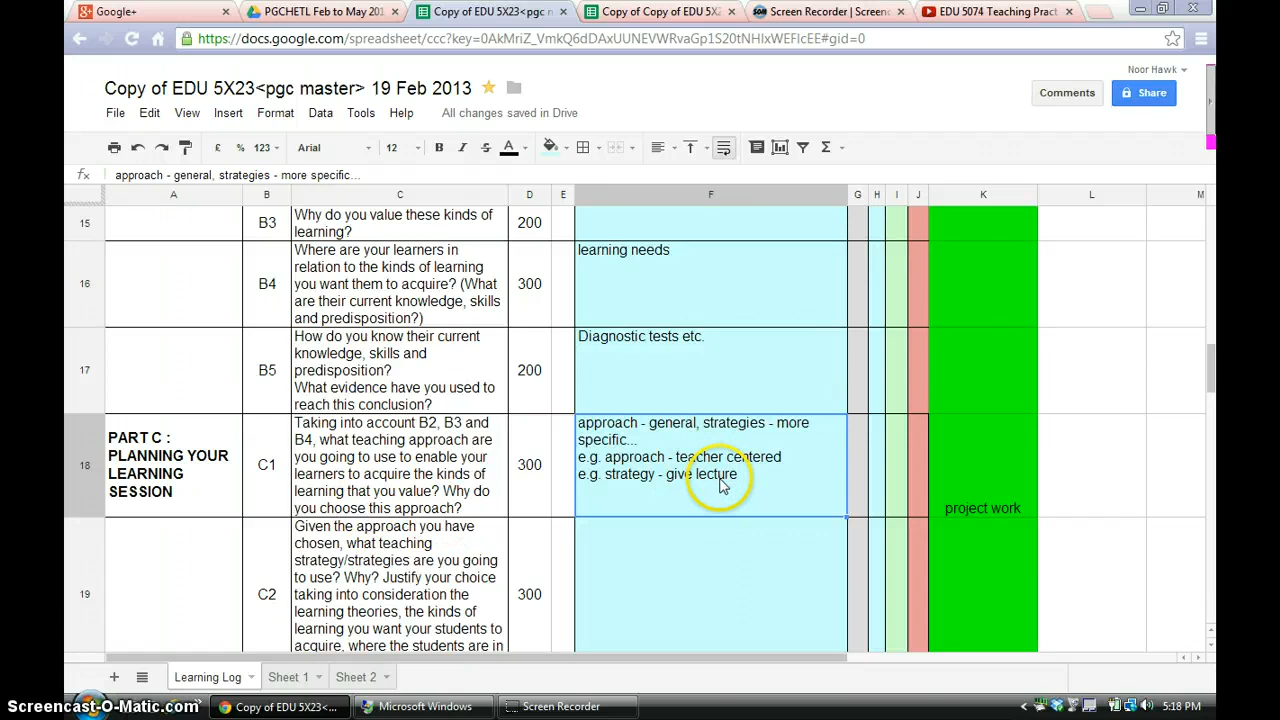 Google+
PGCHETL Feb to May 201
Copy of EDU 5X23<pgc m
Copy of Copy of EDU 5X2
Screen Recorder | Screenc
EDU 5074 Teaching Pract
https://docs.google.com/spreadsheet/ccc?key=0AkMriZ_VmkQ6dDAxUUNEVWRvaGp1S20tNHIxWEFIcEE#gid=0
Noor Hawk
Copy of EDU 5X23<pgc master> 19 Feb 2013
Comments
Share
File Edit View Insert Format Data Tools Help All changes saved in Drive
£ % 123 Arial 12 B I S A Σ
fx approach - general, strategies - more specific...
A B C D E F G H I J K L M
15
B3
Why do you value these kinds of
learning?
200
16
B4
Where are your learners in
relation to the kinds of learning
you want them to acquire? (What
are their current knowledge, skills
and predisposition?)
300
learning needs
17
B5
How do you know their current
knowledge, skills and
predisposition?
What evidence have you used to
reach this conclusion?
200
Diagnostic tests etc.
18
PART C :
PLANNING YOUR
LEARNING
SESSION
C1
Taking into account B2, B3 and
B4, what teaching approach are
you going to use to enable your
learners to acquire the kinds of
learning that you value? Why do
you choose this approach?
300
approach - general, strategies - more
specific...
e.g. approach - teacher centered
e.g. strategy - give lecture
project work
19
C2
Given the approach you have
chosen, what teaching
strategy/strategies are you going
to use? Why? Justify your choice
taking into consideration the
learning theories, the kinds of
learning you want your students to
acquire, where the students are in
300
Learning Log
Sheet 1
Sheet 2
Screencast-O-Matic.com
Copy of EDU 5X23<...
Microsoft Windows
Screen Recorder
5:18 PM